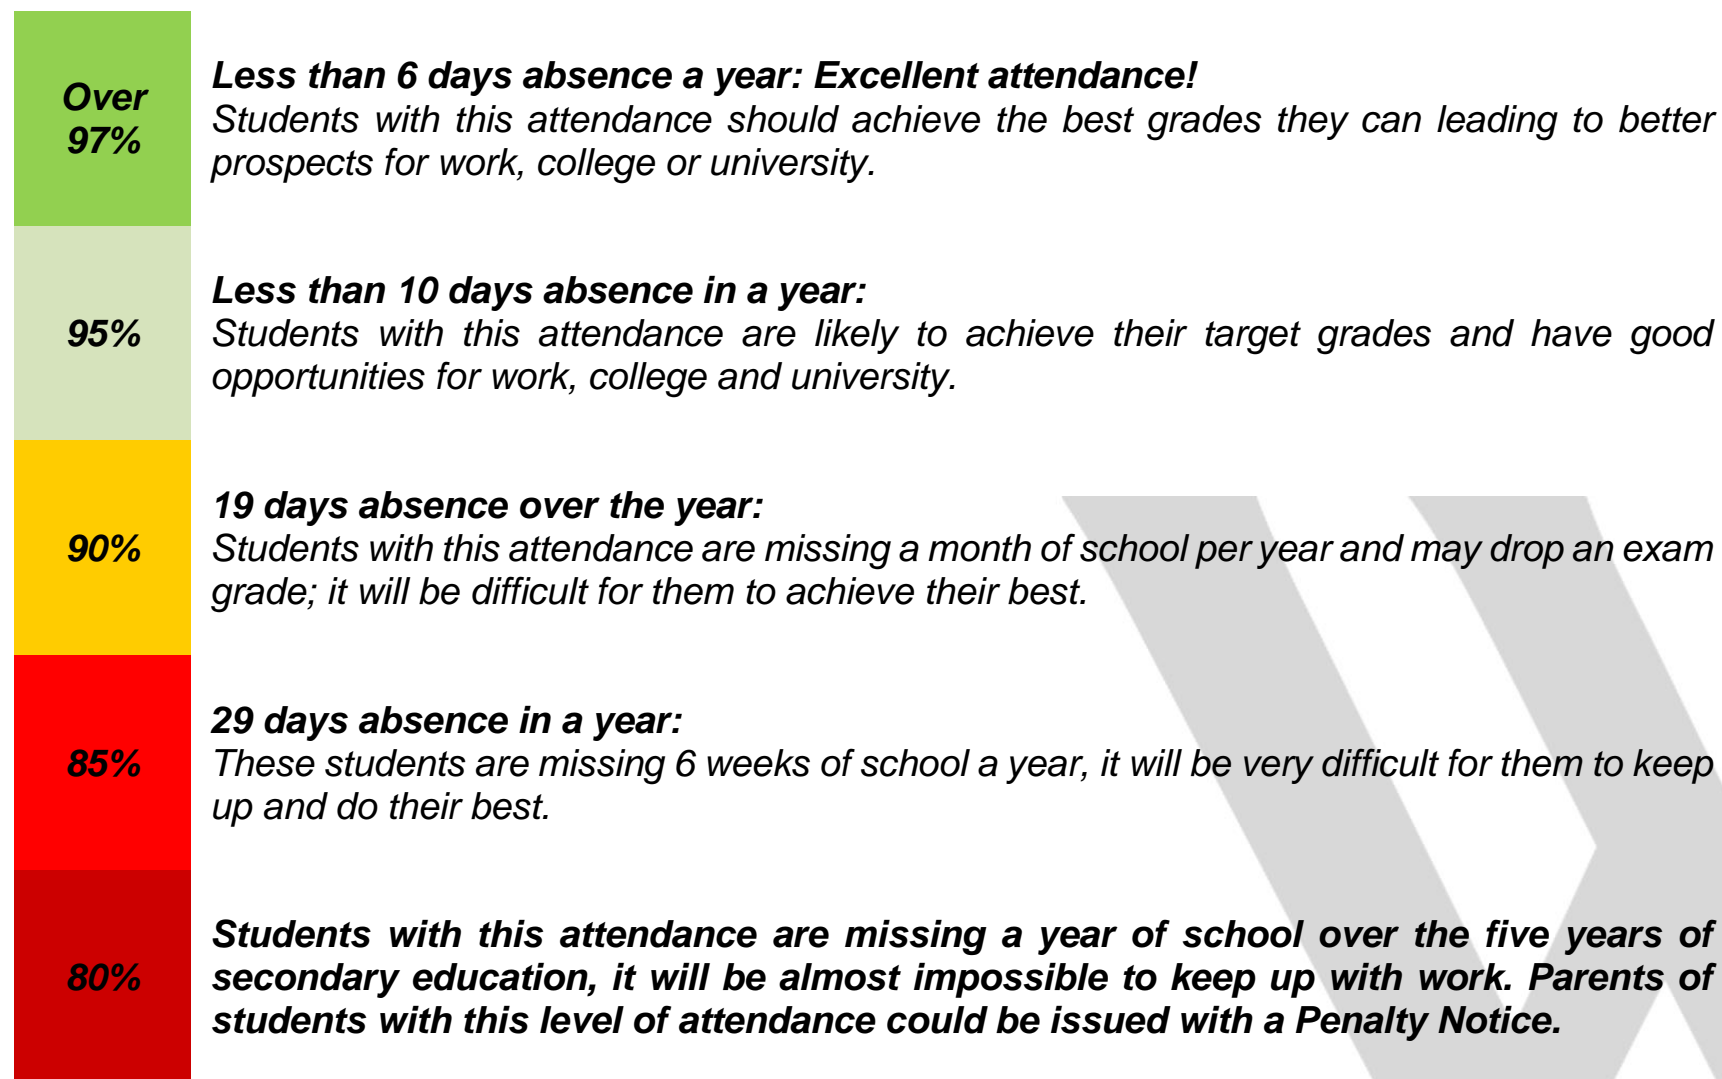 Over
97%
Less than 6 days absence a year: Excellent attendance!
Students with this attendance should achieve the best grades they can leading to better
prospects for work, college or university.
95%
Less than 10 days absence in a year:
Students with this attendance are likely to achieve their target grades and have good
opportunities for work, college and university.
90%
19 days absence over the year:
Students with this attendance are missing a month of school per year and may drop an exam
grade; it will be difficult for them to achieve their best.
85%
29 days absence in a year:
These students are missing 6 weeks of school a year, it will be very difficult for them to keep
up and do their best.
80%
Students with this attendance are missing a year of school over the five years of
secondary education, it will be almost impossible to keep up with work. Parents of
students with this level of attendance could be issued with a Penalty Notice.